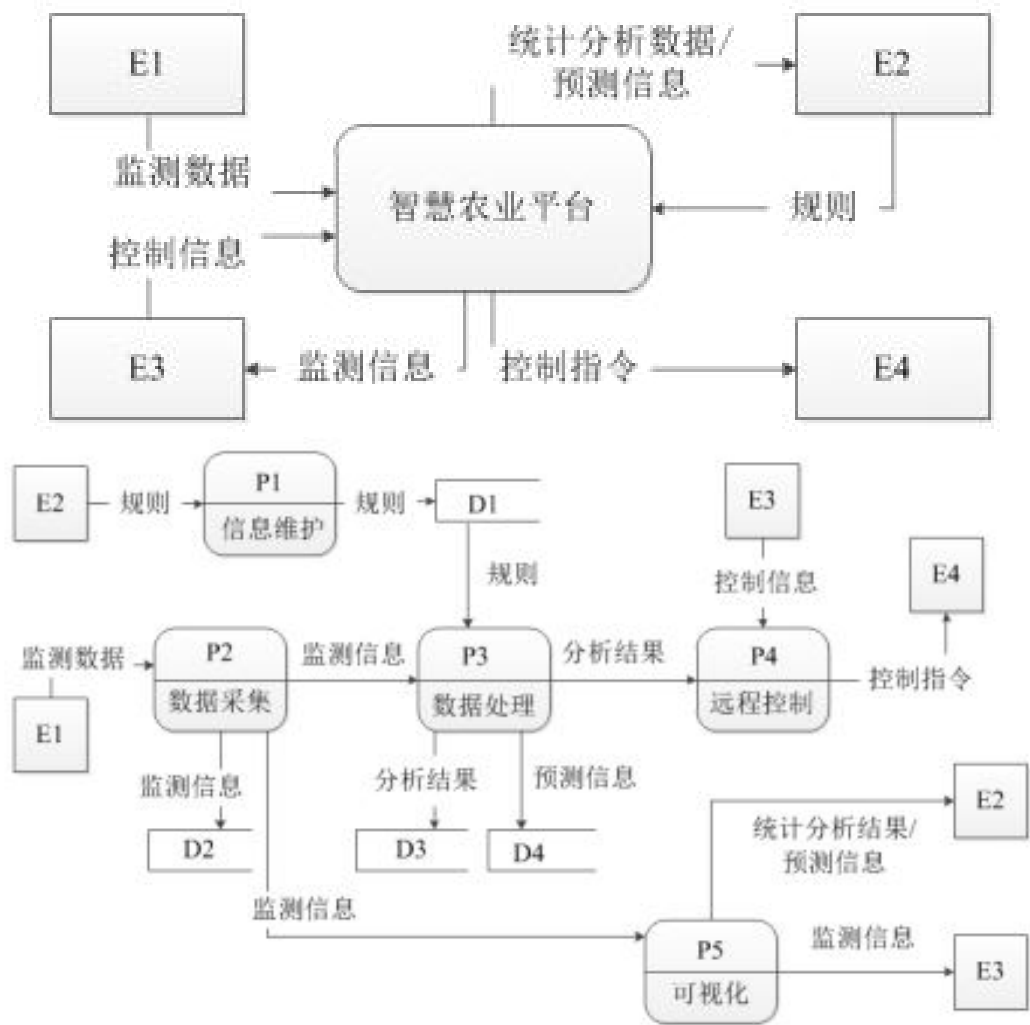 E1
统计分析数据/
预测信息
E2
监测数据
智慧农业平台
规则
控制信息
E3
监测信息
控制指令
E4
E2
规则
P1
信息维护
规则
D1
E3
规则
控制信息
E4
监测数据
P2
数据采集
监测信息
P3
数据处理
分析结果
P4
远程控制
控制指令
E1
监测信息
分析结果
预测信息
D2
D3
D4
E2
统计分析结果/
预测信息
监测信息
P5
可视化
监测信息
E3